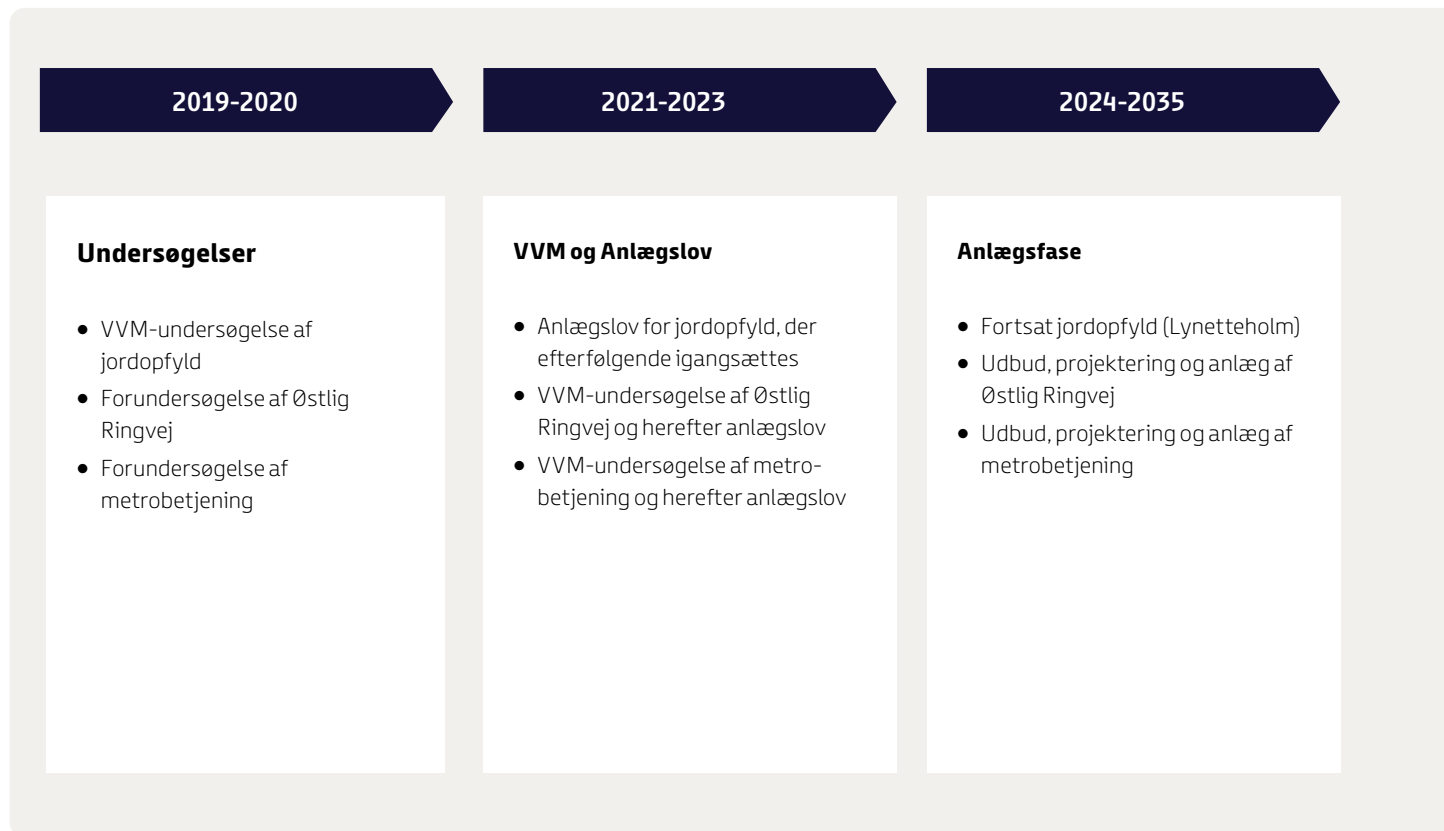 2019-2020
2021-2023
2024-2035
Undersøgelser
• VVM-undersøgelse af
jordopfyld
• Forundersøgelse af Østlig
Ringvej
• Forundersøgelse af
metrobetjening
VVM og Anlægslov
• Anlægslov for jordopfyld, der
efterfølgende igangsættes
• VVM-undersøgelse af Østlig
Ringvej og herefter anlægslov
• VVM-undersøgelse af metro-
betjening og herefter anlægslov
Anlægsfase
• Fortsat jordopfyld (Lynetteholm)
• Udbud, projektering og anlæg af
Østlig Ringvej
• Udbud, projektering og anlæg af
metrobetjening